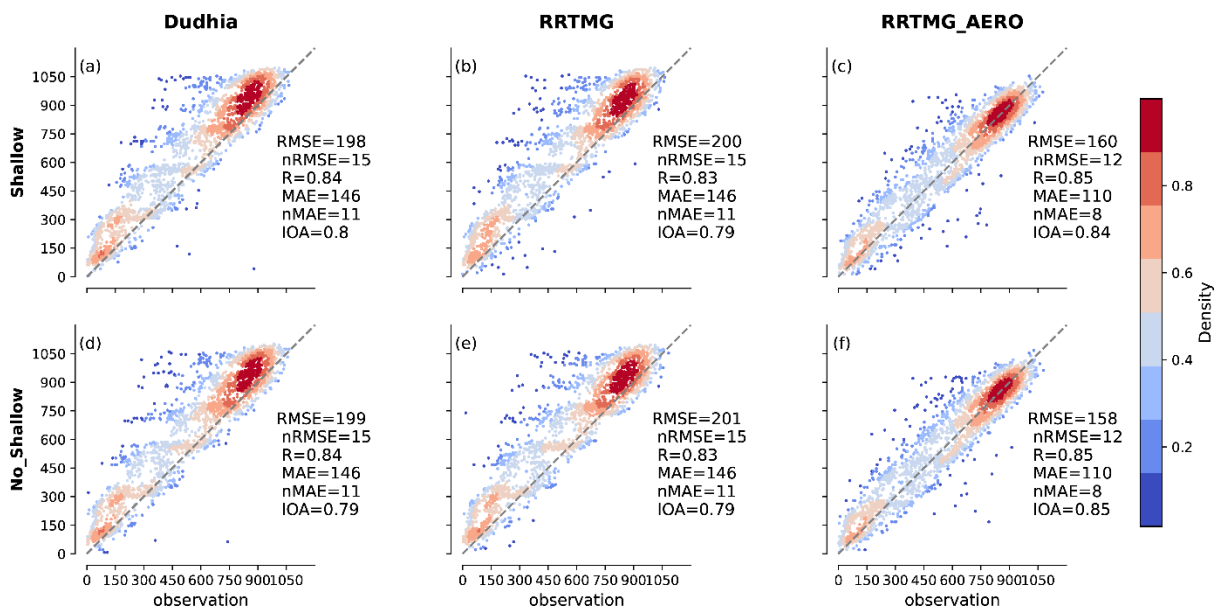 Dudhia
RRTMG
RRTMG_AERO
Shallow
(a)
1050
900
750
600
450
300
150
0
RMSE=198
nRMSE=15
R=0.84
MAE=146
nMAE=11
IOA=0.8
(b)
RMSE=200
nRMSE=15
R=0.83
MAE=146
nMAE=11
IOA=0.79
(c)
RMSE=160
nRMSE=12
R=0.85
MAE=110
nMAE=8
IOA=0.84
No_Shallow
(d)
1050
900
750
600
450
300
150
0
RMSE=199
nRMSE=15
R=0.84
MAE=146
nMAE=11
IOA=0.79
0 150 300 450 600 750 900 1050
observation
(e)
RMSE=201
nRMSE=15
R=0.83
MAE=146
nMAE=11
IOA=0.79
0 150 300 450 600 750 900 1050
observation
(f)
RMSE=158
nRMSE=12
R=0.85
MAE=110
nMAE=8
IOA=0.85
0 150 300 450 600 750 900 1050
observation
0.8
0.6
0.4
0.2
Density